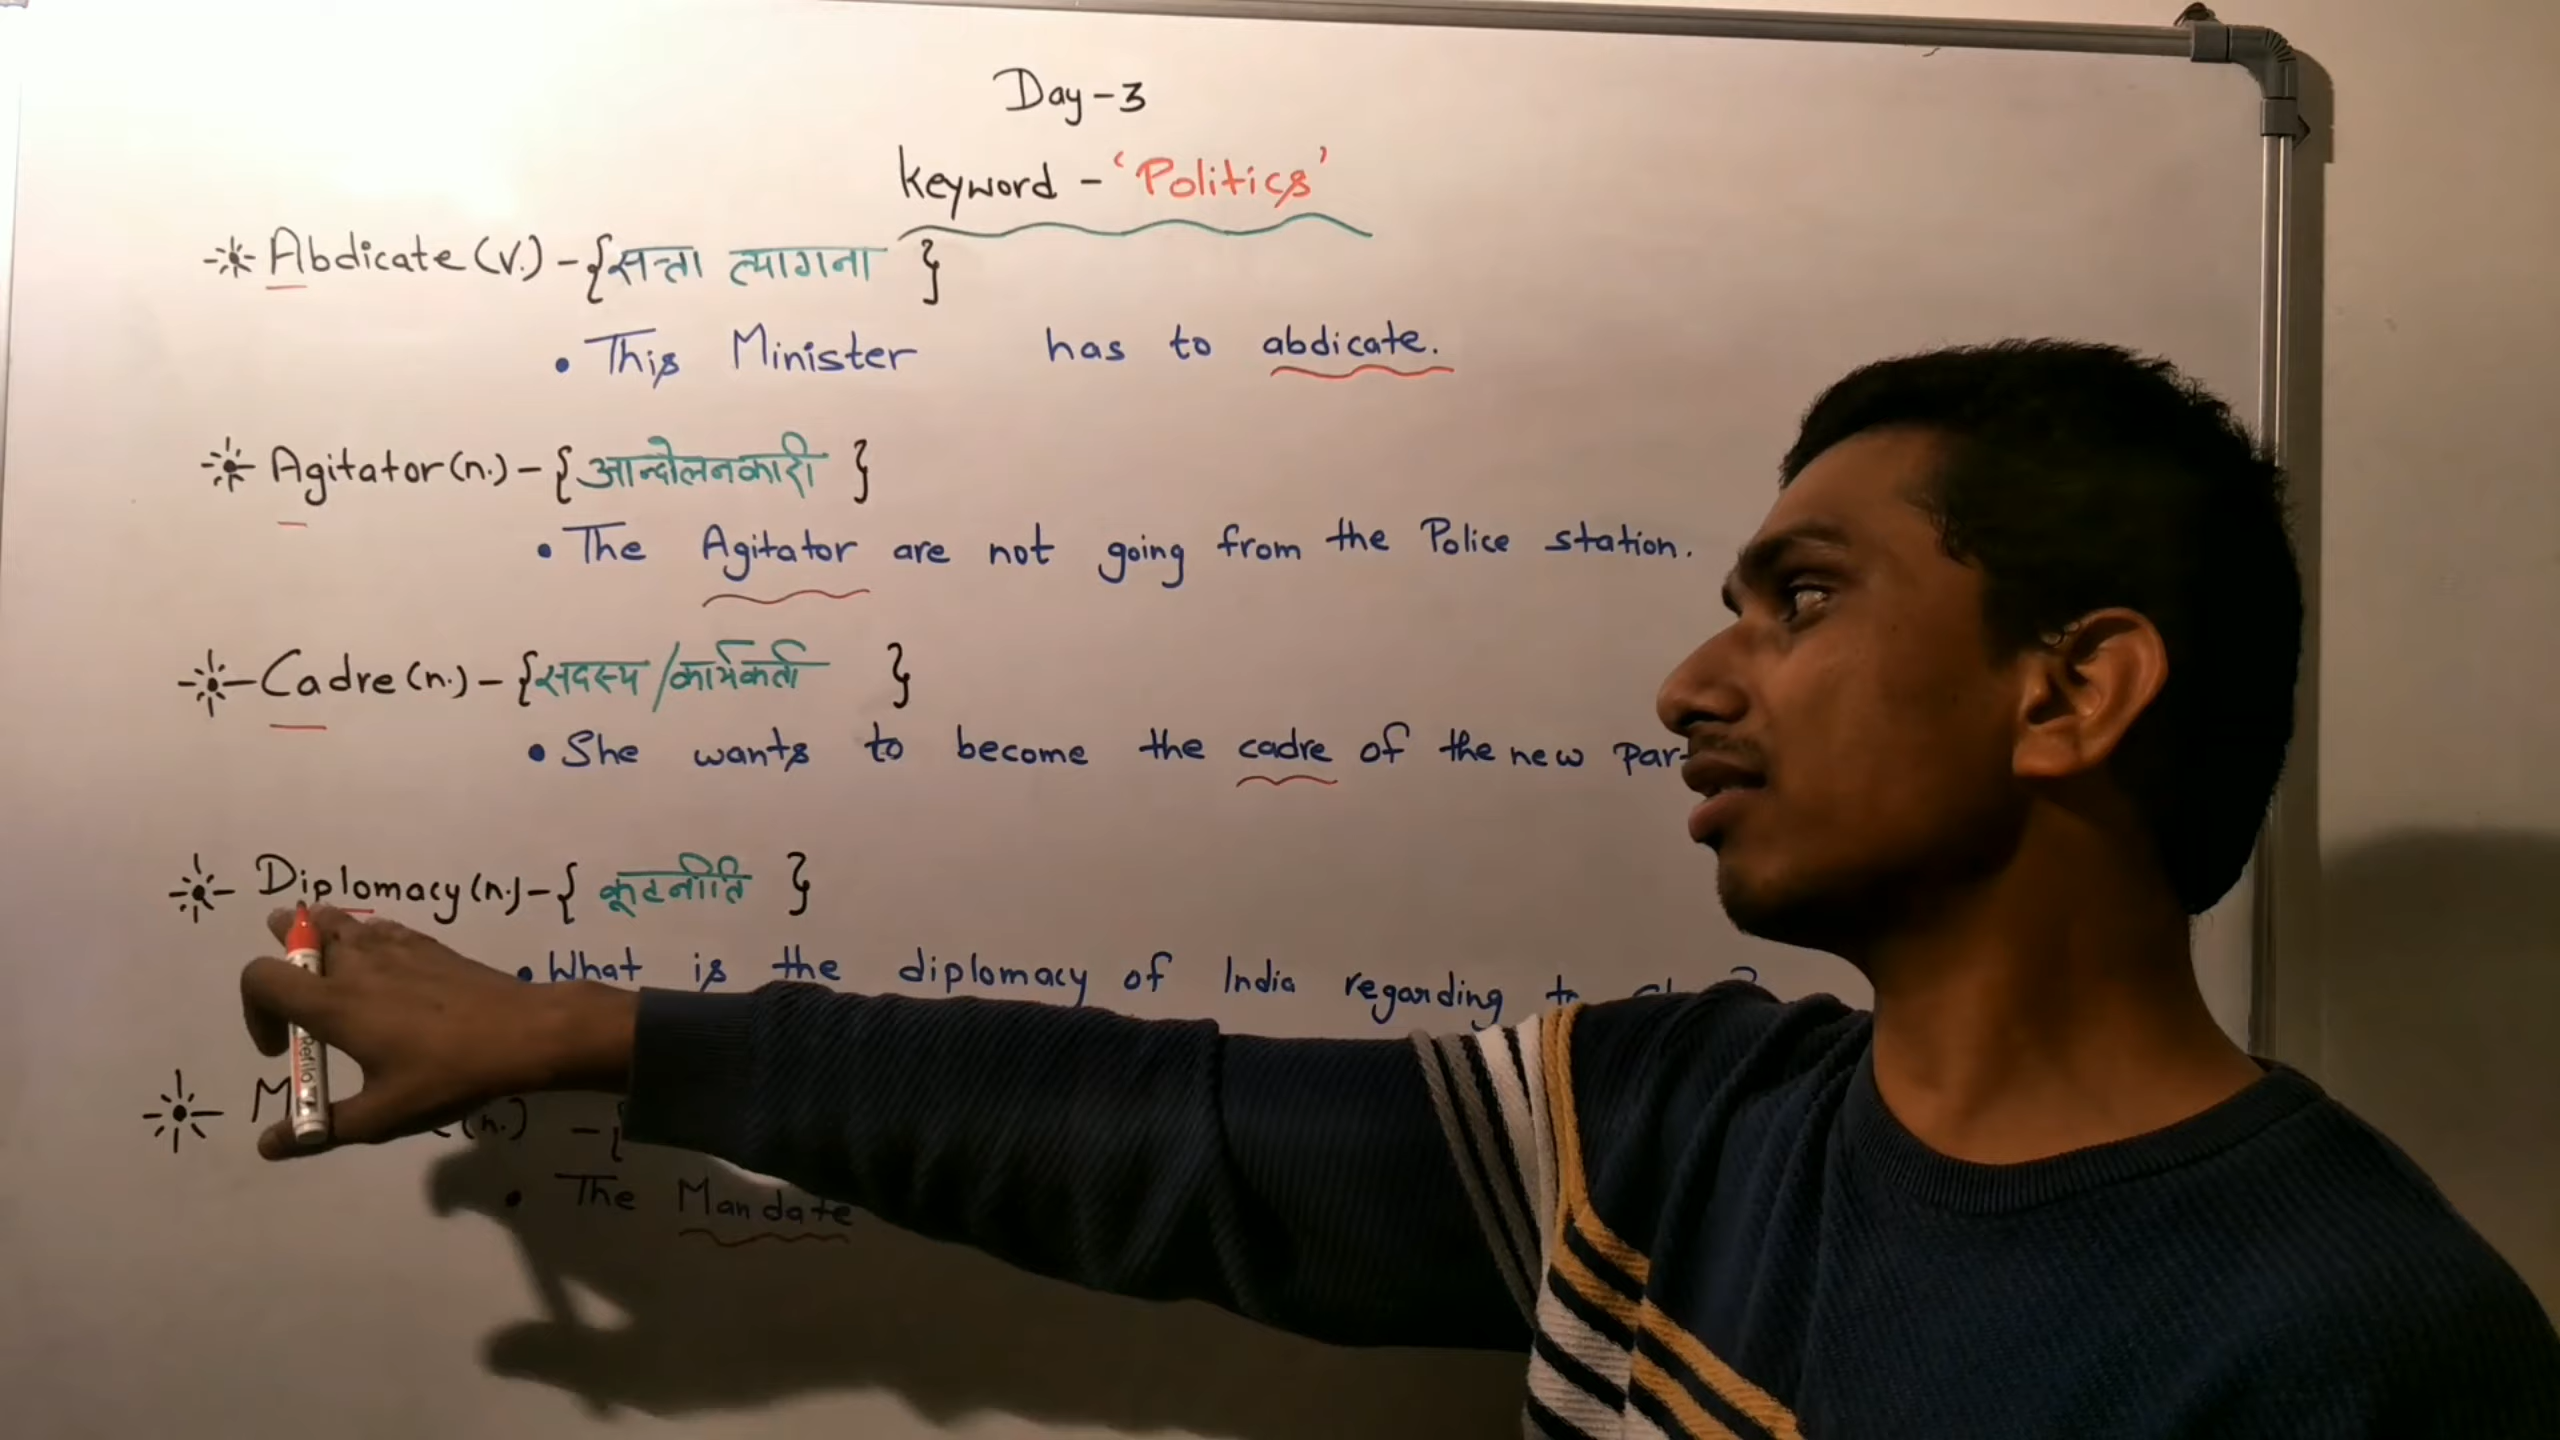 Day-3
Keyword - 'Politics'
Abdicate (v.) - {सत्ता त्यागना }
• This Minister has to abdicate.
Agitator (n.) - {आन्दोलनकारी }
• The Agitator are not going from the Police station.
Cadre (n.) - {सदस्य/कार्यकर्ता }
• She wants to become the cadre of the new par-
Diplomacy (n.) - { कूटनीति }
• What is the diplomacy of India regarding to
(n.) - {
• The Mandate
Reflo